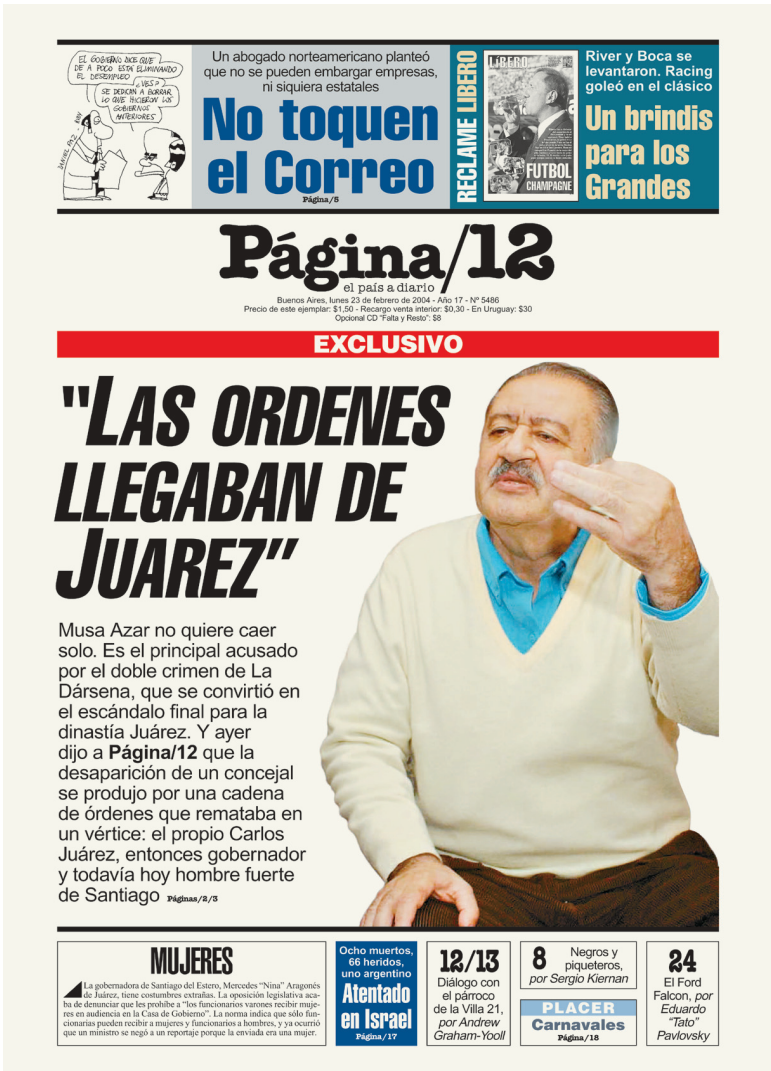 EL GOBIERNO DICE QUE
DE A POCO ESTÁ ELIMINANDO
EL DESEMPLEO
¿VES?
SE DEDICAN A BORRAR
LO QUE HICIERON LOS
GOBIERNOS
ANTERIORES
DANIEL PAZ - RUDY
Un abogado norteamericano planteó
que no se pueden embargar empresas,
ni siquiera estatales
No toquen
el Correo
Página/5
RECLAME LIBERO
LiBERO
FUTBOL
CHAMPAGNE
River y Boca se
levantaron. Racing
goleó en el clásico
Un brindis
para los
Grandes
Página/12
el país a diario
Buenos Aires, lunes 23 de febrero de 2004 - Año 17 - Nº 5486
Precio de este ejemplar: $1,50 - Recargo venta interior: $0,30 - En Uruguay: $30
Opcional CD "Falta y Resto": $8
EXCLUSIVO
"LAS ORDENES
LLEGABAN DE
JUAREZ"
Musa Azar no quiere caer
solo. Es el principal acusado
por el doble crimen de La
Dársena, que se convirtió en
el escándalo final para la
dinastía Juárez. Y ayer
dijo a Página/12 que la
desaparición de un concejal
se produjo por una cadena
de órdenes que remataba en
un vértice: el propio Carlos
Juárez, entonces gobernador
y todavía hoy hombre fuerte
de Santiago Páginas/2/3
MUJERES
La gobernadora de Santiago del Estero, Mercedes "Nina" Aragonés
de Juárez, tiene costumbres extrañas. La oposición legislativa aca-
ba de denunciar que les prohíbe a "los funcionarios varones recibir muje-
res en audiencia en la Casa de Gobierno". La norma indica que sólo fun-
cionarias pueden recibir a mujeres y funcionarios a hombres, y ya ocurrió
que un ministro se negó a un reportaje porque la enviada era una mujer.
Ocho muertos,
66 heridos,
uno argentino
Atentado
en Israel
Página/17
12/13
Diálogo con
el párroco
de la Villa 21,
por Andrew
Graham-Yooll
8 Negros y
piqueteros,
por Sergio Kiernan
PLACER
Carnavales
Página/18
24
El Ford
Falcon, por
Eduardo
"Tato"
Pavlovsky